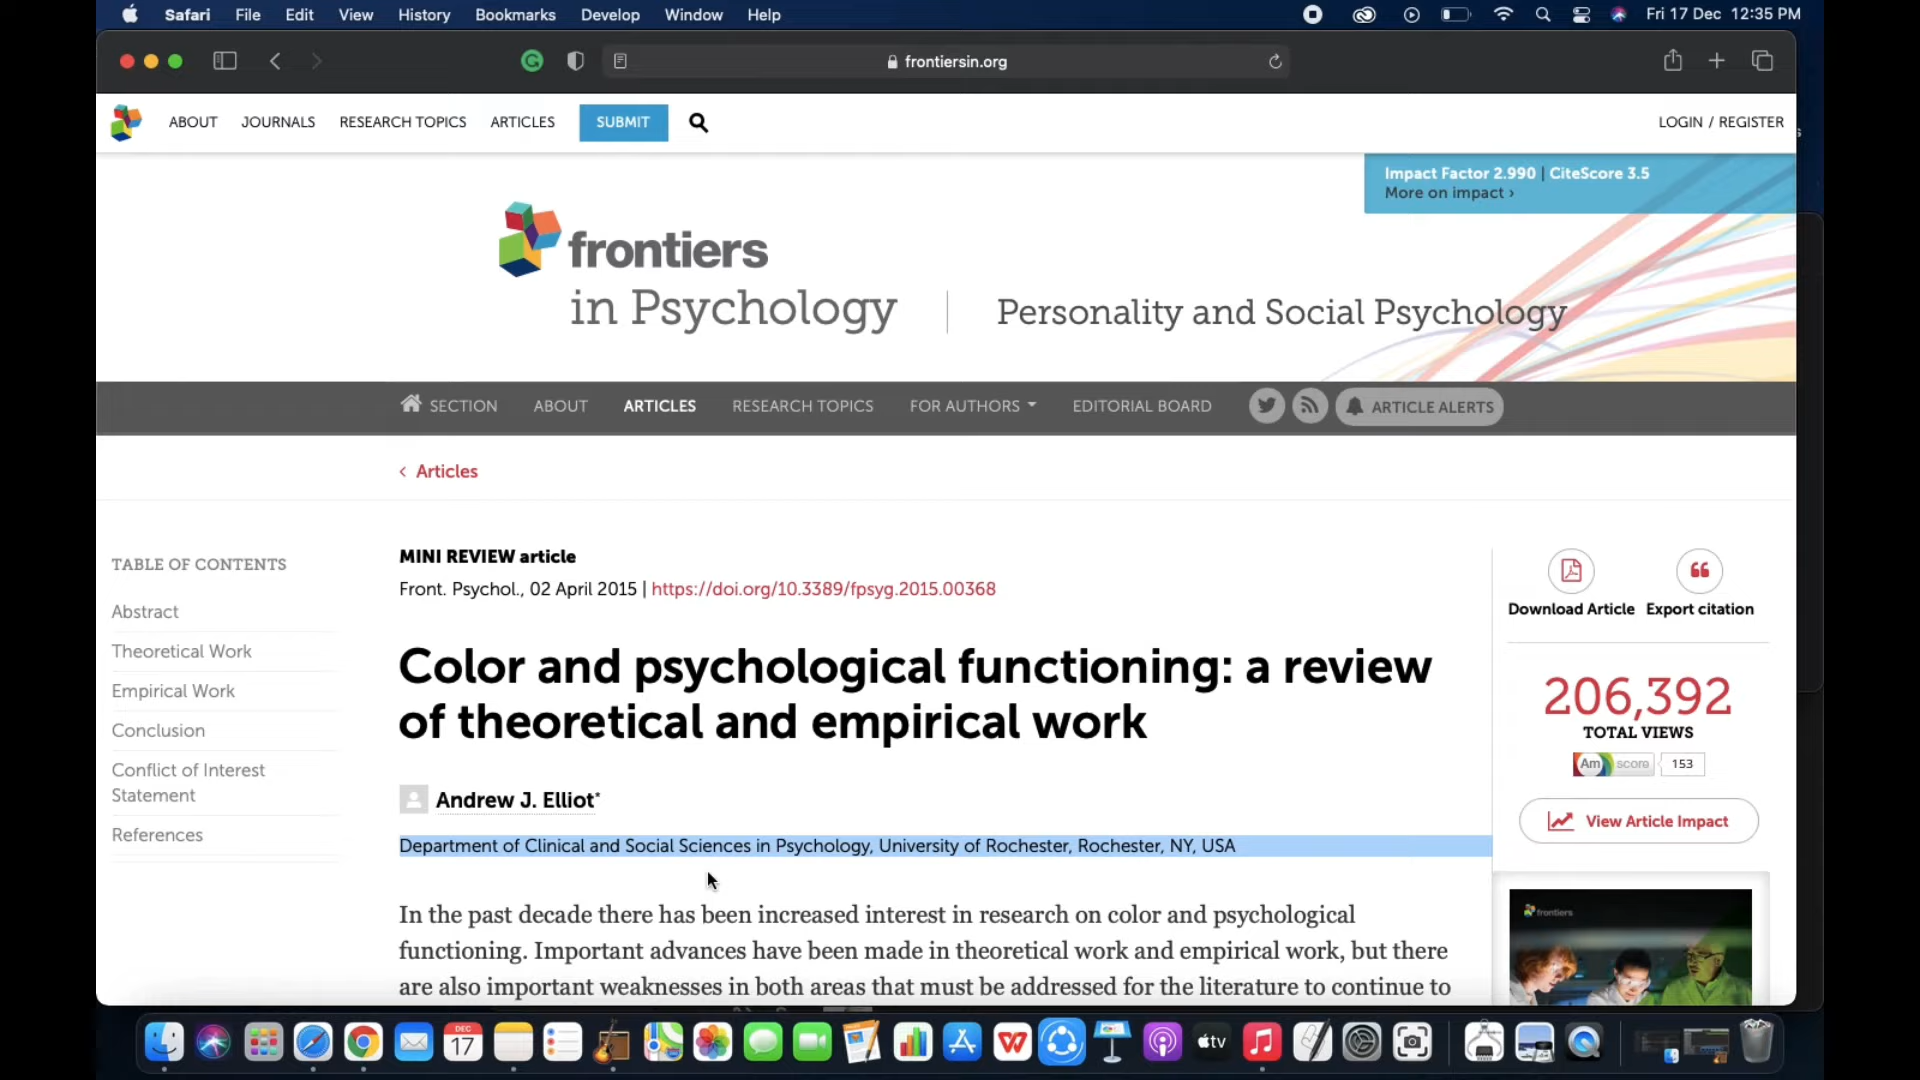 Safari File Edit View History Bookmarks Develop Window Help Fri 17 Dec 12:35 PM
frontiersin.org
ABOUT JOURNALS RESEARCH TOPICS ARTICLES SUBMIT LOGIN / REGISTER
Impact Factor 2.990 | CiteScore 3.5
More on impact ›
frontiers
in Psychology
Personality and Social Psychology
SECTION ABOUT ARTICLES RESEARCH TOPICS FOR AUTHORS EDITORIAL BOARD ARTICLE ALERTS
‹ Articles
TABLE OF CONTENTS
Abstract
Theoretical Work
Empirical Work
Conclusion
Conflict of Interest
Statement
References
MINI REVIEW article
Front. Psychol., 02 April 2015 | https://doi.org/10.3389/fpsyg.2015.00368
Color and psychological functioning: a review
of theoretical and empirical work
Andrew J. Elliot*
Department of Clinical and Social Sciences in Psychology, University of Rochester, Rochester, NY, USA
In the past decade there has been increased interest in research on color and psychological
functioning. Important advances have been made in theoretical work and empirical work, but there
are also important weaknesses in both areas that must be addressed for the literature to continue to
Download Article Export citation
206,392
TOTAL VIEWS
Am score 153
View Article Impact
frontiers
DEC
17
tv